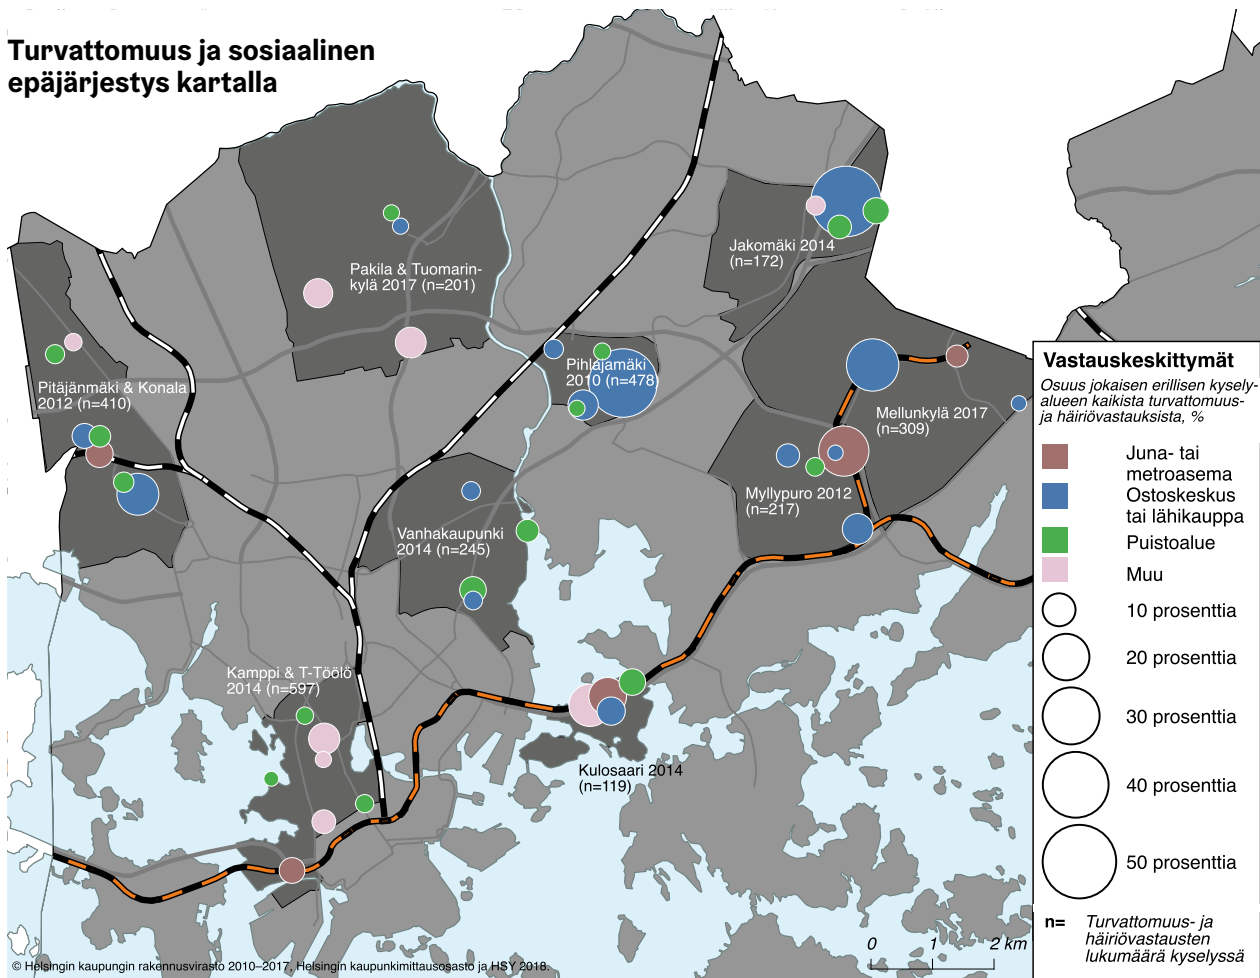 Turvattomuus ja sosiaalinen
epäjärjestys kartalla
Jakomäki 2014
(n=172)
Pakila & Tuomarin-
kylä 2017 (n=201)
Pihlajamäki
2010 (n=478)
Pitäjänmäki & Konala
2012 (n=410)
Mellunkylä 2017
(n=309)
Myllypuro 2012
(n=217)
Vanhakaupunki
2014 (n=245)
Kamppi & T-Töölö
2014 (n=597)
Kulosaari 2014
(n=119)
Vastauskeskittymät
Osuus jokaisen erillisen kysely-
alueen kaikista turvattomuus-
ja häiriövastauksista, %
Juna- tai
metroasema
Ostoskeskus
tai lähikauppa
Puistoalue
Muu
10 prosenttia
20 prosenttia
30 prosenttia
40 prosenttia
50 prosenttia
n= Turvattomuus- ja
häiriövastausten
lukumäärä kyselyssä
0 1 2 km
© Helsingin kaupungin rakennusvirasto 2010–2017, Helsingin kaupunkimittausosasto ja HSY 2018.